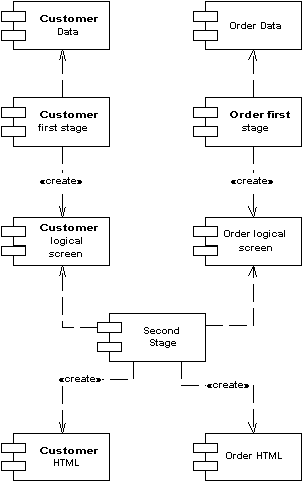 Customer
Data
Order Data
Customer
first stage
Order first
stage
«create»
«create»
Customer
logical
screen
Order logical
screen
Second
Stage
«create»
«create»
Customer
HTML
Order HTML